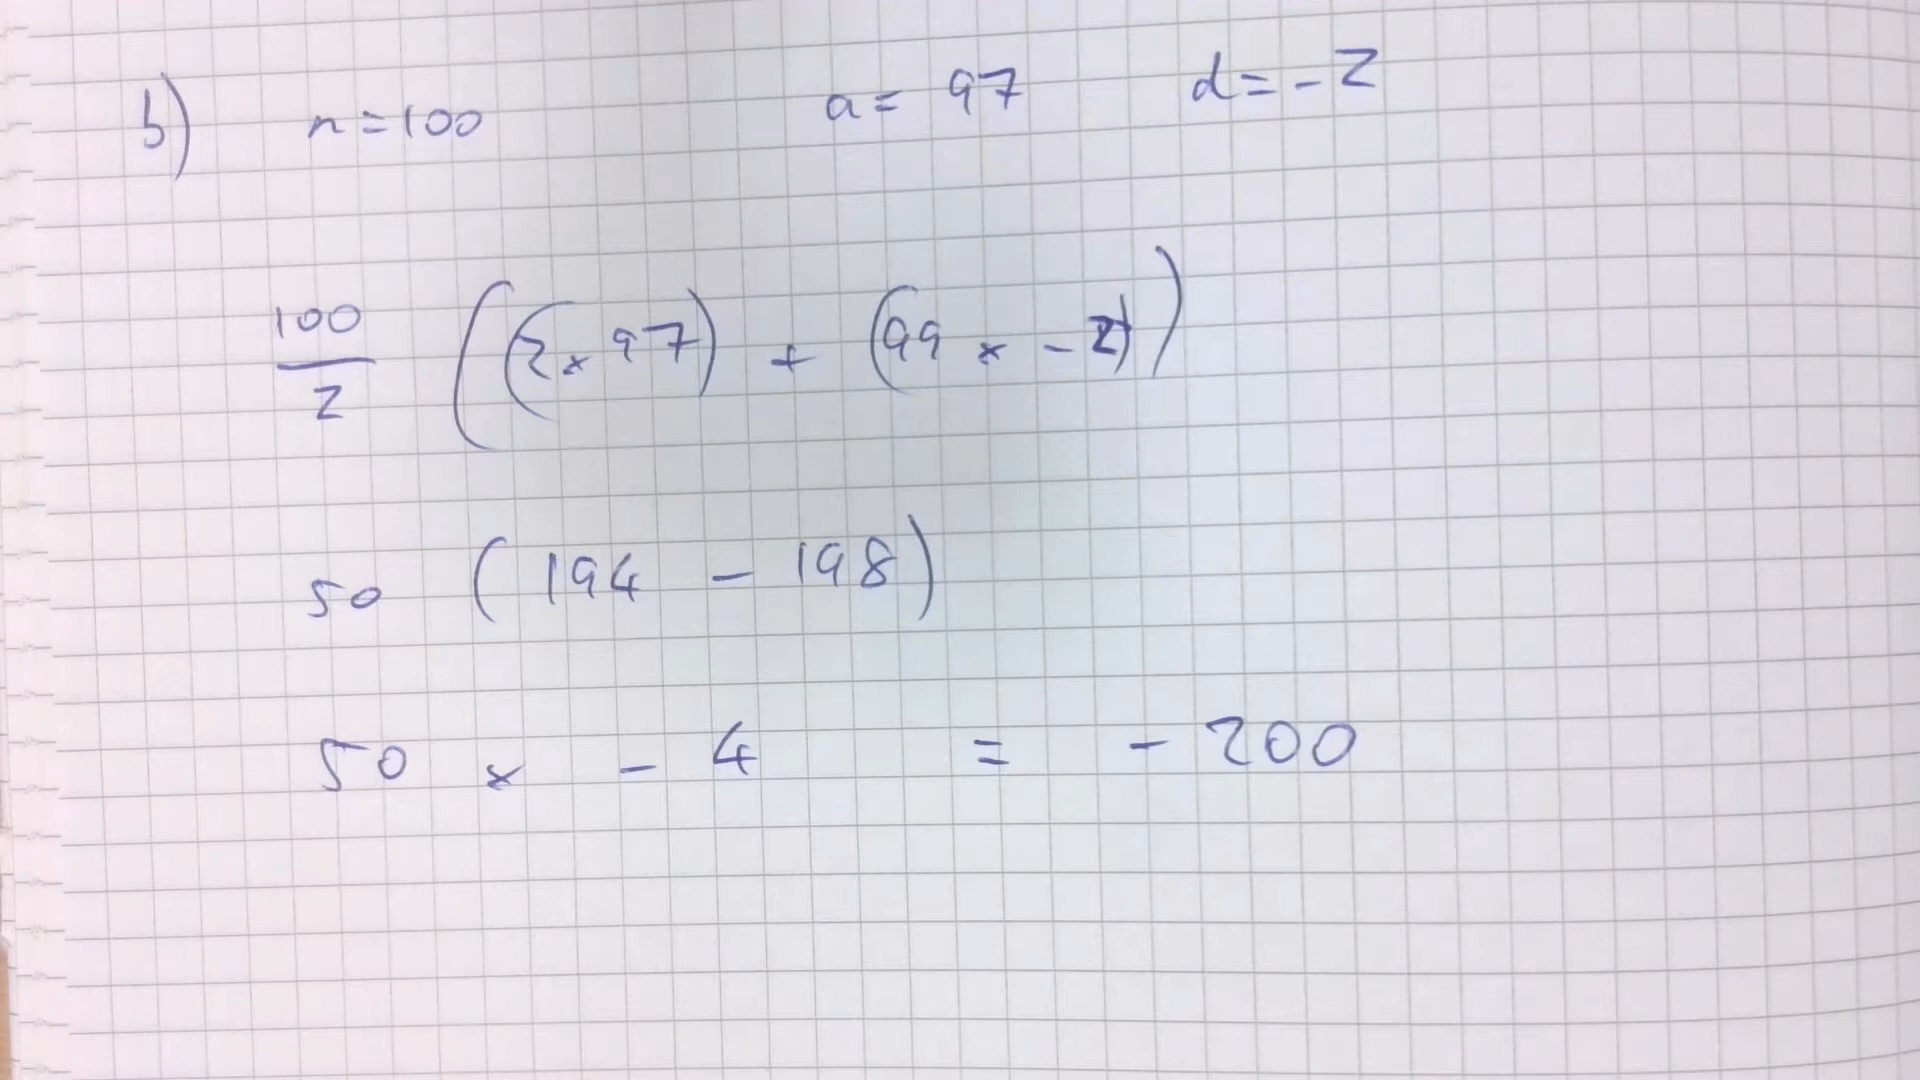 b) n=100 a= 97 d=-2
100/2 ((2×97) + (99 × -2))
50 (194 - 198)
50 × -4 = -200